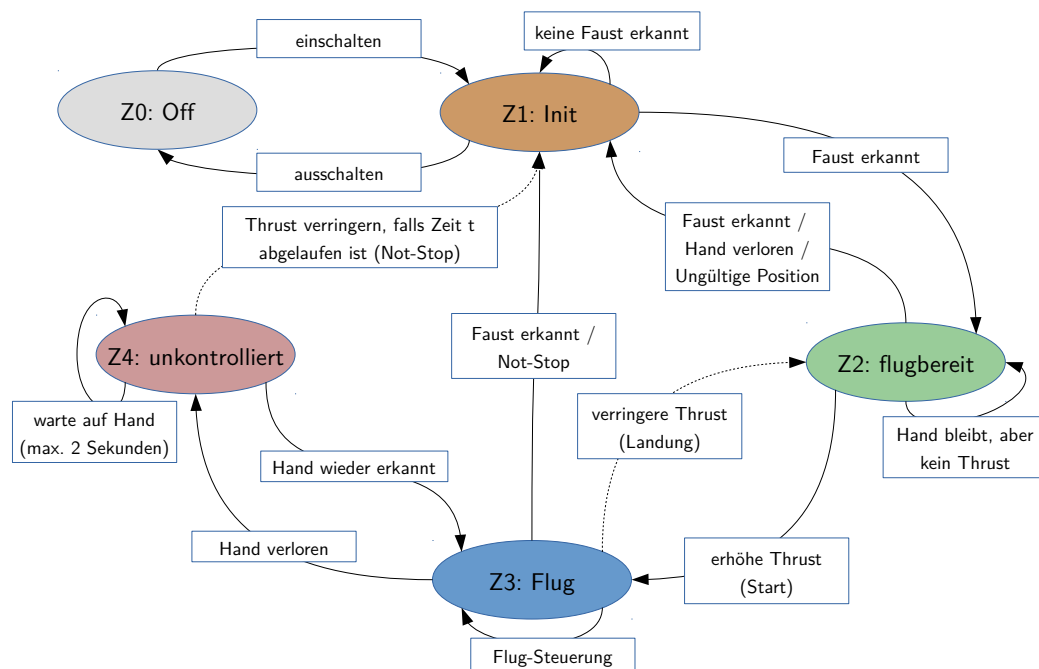 einschalten
keine Faust erkannt
Z0: Off
Z1: Init
ausschalten
Faust erkannt
Thrust verringern, falls Zeit t
abgelaufen ist (Not-Stop)
Faust erkannt /
Hand verloren /
Ungültige Position
Z4: unkontrolliert
Faust erkannt /
Not-Stop
Z2: flugbereit
warte auf Hand
(max. 2 Sekunden)
verringere Thrust
(Landung)
Hand bleibt, aber
kein Thrust
Hand wieder erkannt
Hand verloren
Z3: Flug
erhöhe Thrust
(Start)
Flug-Steuerung